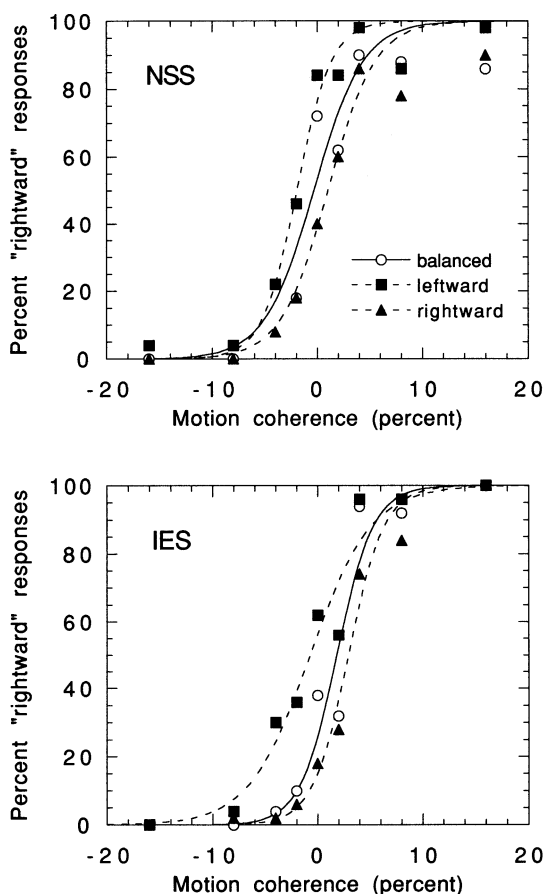 100
80
60
40
20
0
Percent "rightward" responses
NSS
balanced
leftward
rightward
-20 -10 0 10 20
Motion coherence (percent)
100
80
60
40
20
0
Percent "rightward" responses
IES
-20 -10 0 10 20
Motion coherence (percent)